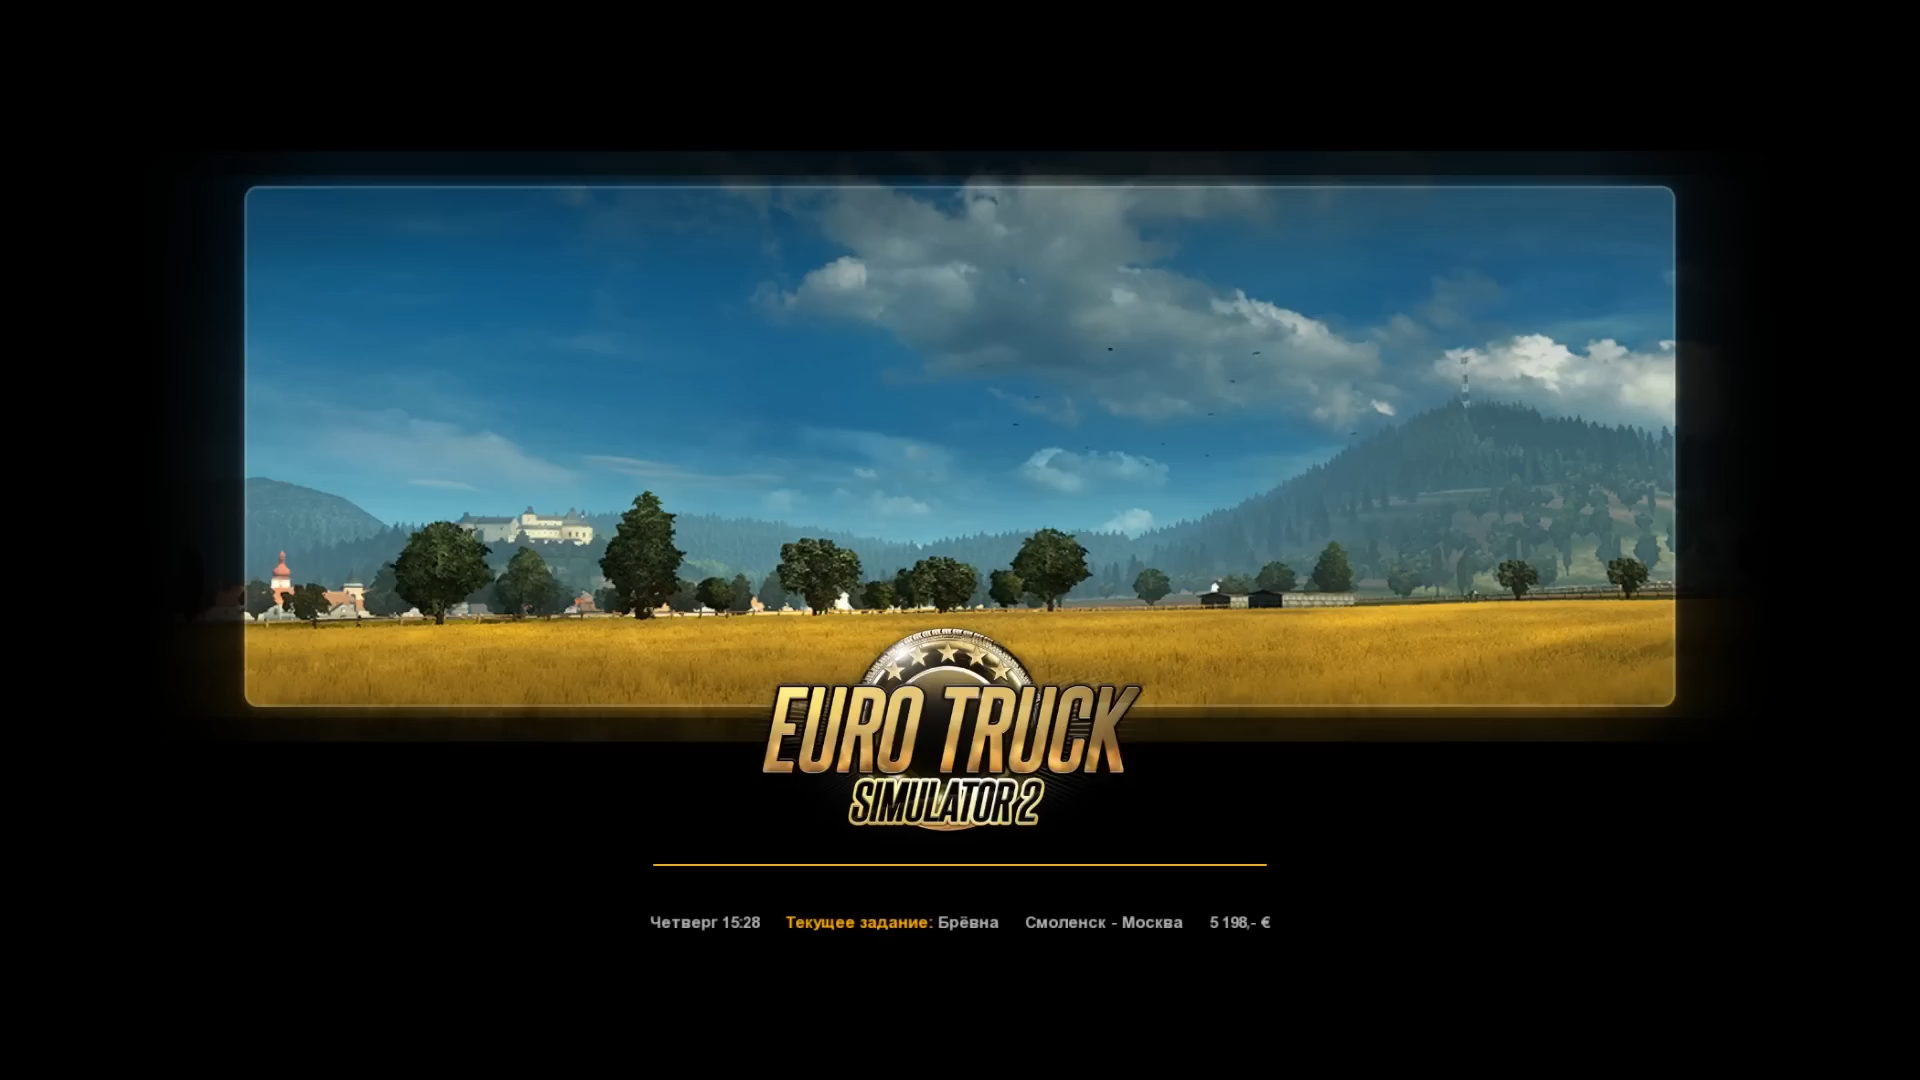 EURO TRUCK
SIMULATOR 2
Четверг 15:28 Текущее задание: Брёвна Смоленск - Москва 5 198,- €